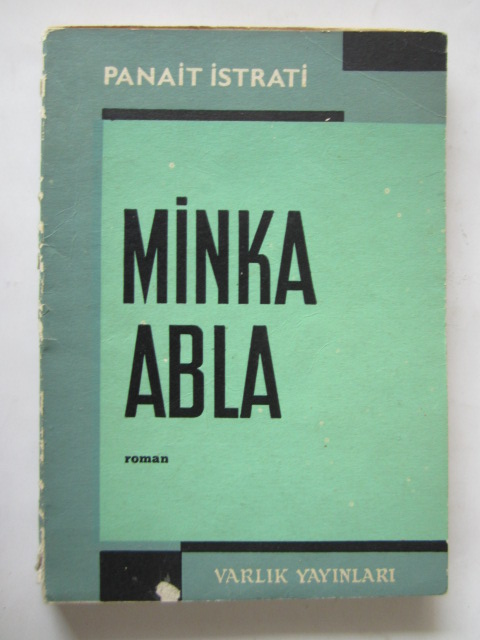 PANAİT İSTRATİ
MİNKA
ABLA
roman
VARLIK YAYINLARI